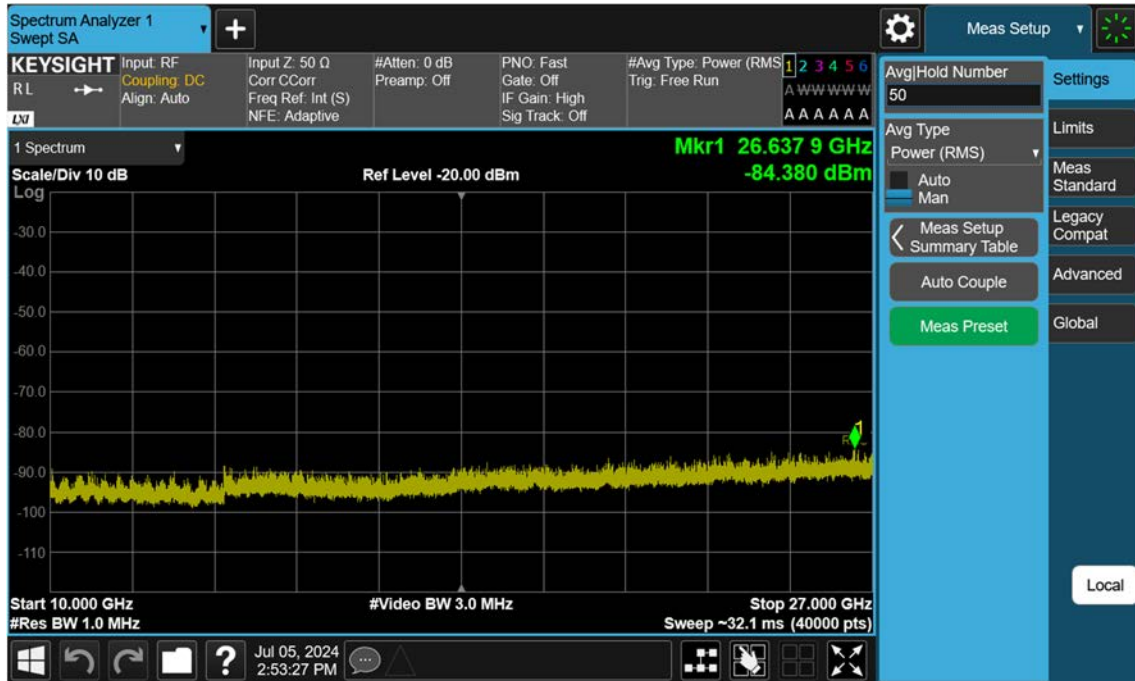 Spectrum Analyzer 1
Swept SA
Meas Setup
KEYSIGHT
R L
LXI
Input: RF
Coupling: DC
Align: Auto
Input Z: 50 Ω
Corr CCorr
Freq Ref: Int (S)
NFE: Adaptive
#Atten: 0 dB
Preamp: Off
PNO: Fast
Gate: Off
IF Gain: High
Sig Track: Off
#Avg Type: Power (RMS
Trig: Free Run
1 2 3 4 5 6
A W W W W W
A A A A A A
1 Spectrum
Mkr1 26.637 9 GHz
Scale/Div 10 dB
Ref Level -20.00 dBm
-84.380 dBm
Log
-30.0
-40.0
-50.0
-60.0
-70.0
-80.0
-90.0
-100
-110
1
Start 10.000 GHz
#Video BW 3.0 MHz
Stop 27.000 GHz
#Res BW 1.0 MHz
Sweep ~32.1 ms (40000 pts)
Avg|Hold Number
50
Avg Type
Power (RMS)
Auto
Man
Meas Setup
Summary Table
Auto Couple
Meas Preset
Settings
Limits
Meas
Standard
Legacy
Compat
Advanced
Global
Local
?
Jul 05, 2024
2:53:27 PM